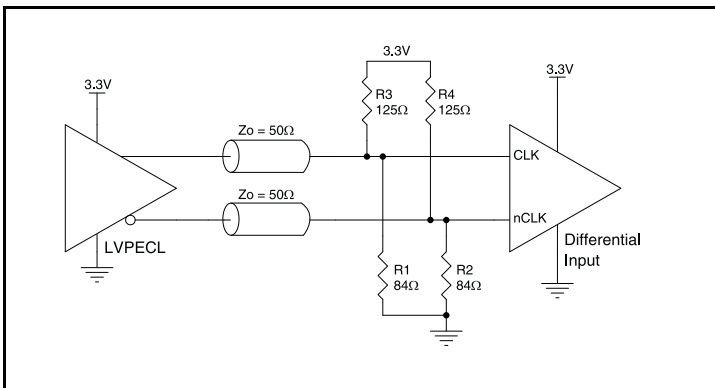 3.3V
3.3V
3.3V
R3
125Ω
R4
125Ω
Zo = 50Ω
CLK
Zo = 50Ω
nCLK
LVPECL
Differential
Input
R1
84Ω
R2
84Ω